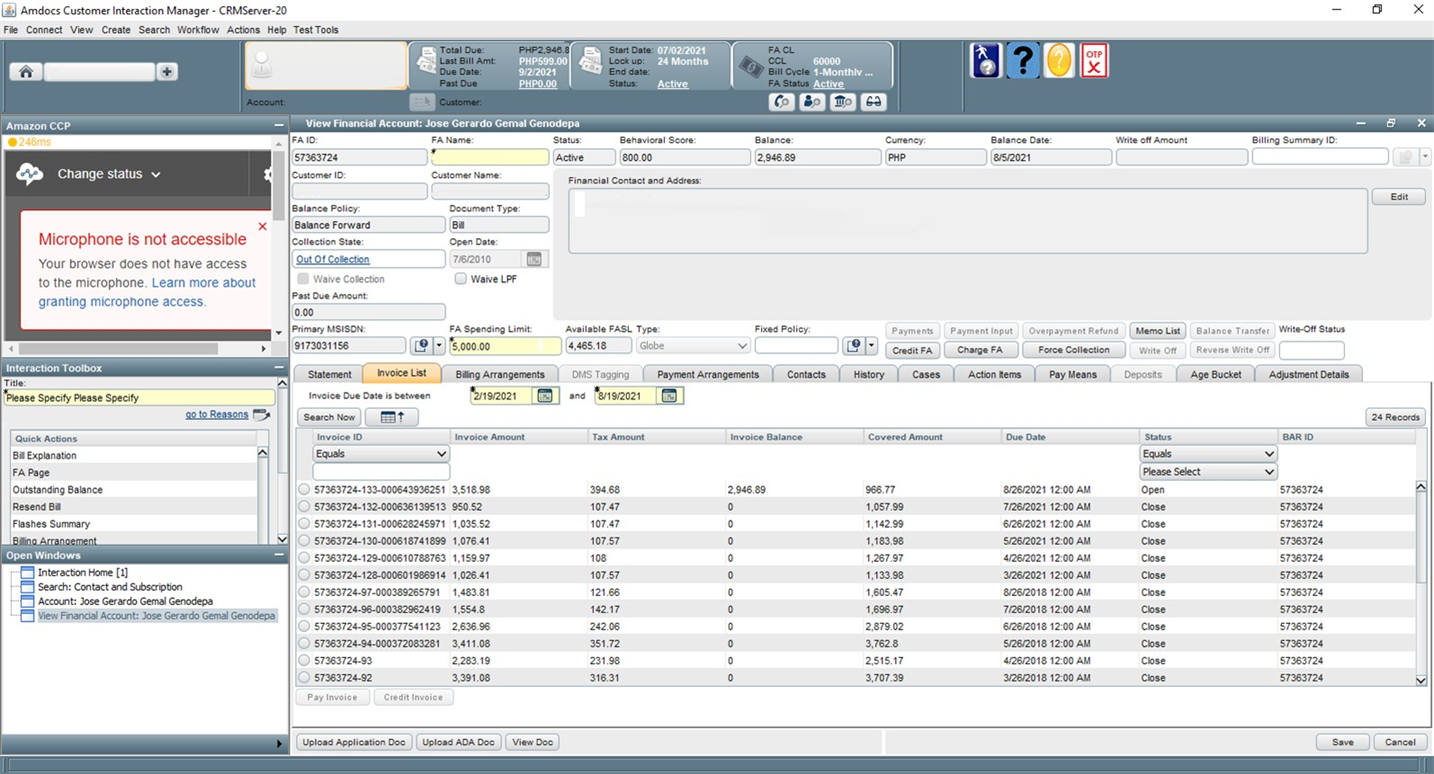 Amdocs Customer Interaction Manager - CRMServer-20
File Connect View Create Search Workflow Actions Help Test Tools
Total Due: PHP2,946.8
Last Bill Amt: PHP599.00
Due Date: 9/2/2021
Past Due PHP0.00
Start Date: 07/02/2021
Lock up: 24 Months
End date:
Status: Active
FA CL
CCL 60000
Bill Cycle 1-Monthly ...
FA Status Active
OTP
Account: Customer:
Amazon CCP
246ms
Change status
Microphone is not accessible
Your browser does not have access
to the microphone. Learn more about
granting microphone access.
Interaction Toolbox
Title:
*Please Specify Please Specify
go to Reasons
Quick Actions
Bill Explanation
FA Page
Outstanding Balance
Resend Bill
Flashes Summary
Billing Arrangement
Open Windows
Interaction Home [1]
Search: Contact and Subscription
Account: Jose Gerardo Gemal Genodepa
View Financial Account: Jose Gerardo Gemal Genodepa
View Financial Account: Jose Gerardo Gemal Genodepa
FA ID: FA Name: Status: Behavioral Score: Balance: Currency: Balance Date: Write off Amount Billing Summary ID:
57363724 * Active 800.00 2,946.89 PHP 8/5/2021
Customer ID: Customer Name: Financial Contact and Address:
Edit
Balance Policy: Document Type:
Balance Forward Bill
Collection State: Open Date:
Out Of Collection 7/6/2010
Waive Collection Waive LPF
Past Due Amount:
0.00
Primary MSISDN: FA Spending Limit: Available FASL Type: Fixed Policy:
9173031156 *5,000.00 4,465.18 Globe
Payments Payment Input Overpayment Refund Memo List Balance Transfer Write-Off Status
Credit FA Charge FA Force Collection Write Off Reverse Write Off
Statement Invoice List Billing Arrangements DMS Tagging Payment Arrangements Contacts History Cases Action Items Pay Means Deposits Age Bucket Adjustment Details
Invoice Due Date is between *2/19/2021 and *8/19/2021
Search Now 24 Records
Invoice ID Invoice Amount Tax Amount Invoice Balance Covered Amount Due Date Status BAR ID
Equals Equals
Please Select
57363724-133-000643936251 3,518.98 394.68 2,946.89 966.77 8/26/2021 12:00 AM Open 57363724
57363724-132-000636139513 950.52 107.47 0 1,057.99 7/26/2021 12:00 AM Close 57363724
57363724-131-000628245971 1,035.52 107.47 0 1,142.99 6/26/2021 12:00 AM Close 57363724
57363724-130-000618741899 1,076.41 107.57 0 1,183.98 5/26/2021 12:00 AM Close 57363724
57363724-129-000610788763 1,159.97 108 0 1,267.97 4/26/2021 12:00 AM Close 57363724
57363724-128-000601986914 1,026.41 107.57 0 1,133.98 3/26/2021 12:00 AM Close 57363724
57363724-97-000389265791 1,483.81 121.66 0 1,605.47 8/26/2018 12:00 AM Close 57363724
57363724-96-000382962419 1,554.8 142.17 0 1,696.97 7/26/2018 12:00 AM Close 57363724
57363724-95-000377541123 2,636.96 242.06 0 2,879.02 6/26/2018 12:00 AM Close 57363724
57363724-94-000372083281 3,411.08 351.72 0 3,762.8 5/26/2018 12:00 AM Close 57363724
57363724-93 2,283.19 231.98 0 2,515.17 4/26/2018 12:00 AM Close 57363724
57363724-92 3,391.08 316.31 0 3,707.39 3/26/2018 12:00 AM Close 57363724
Pay Invoice Credit Invoice
Upload Application Doc Upload ADA Doc View Doc Save Cancel